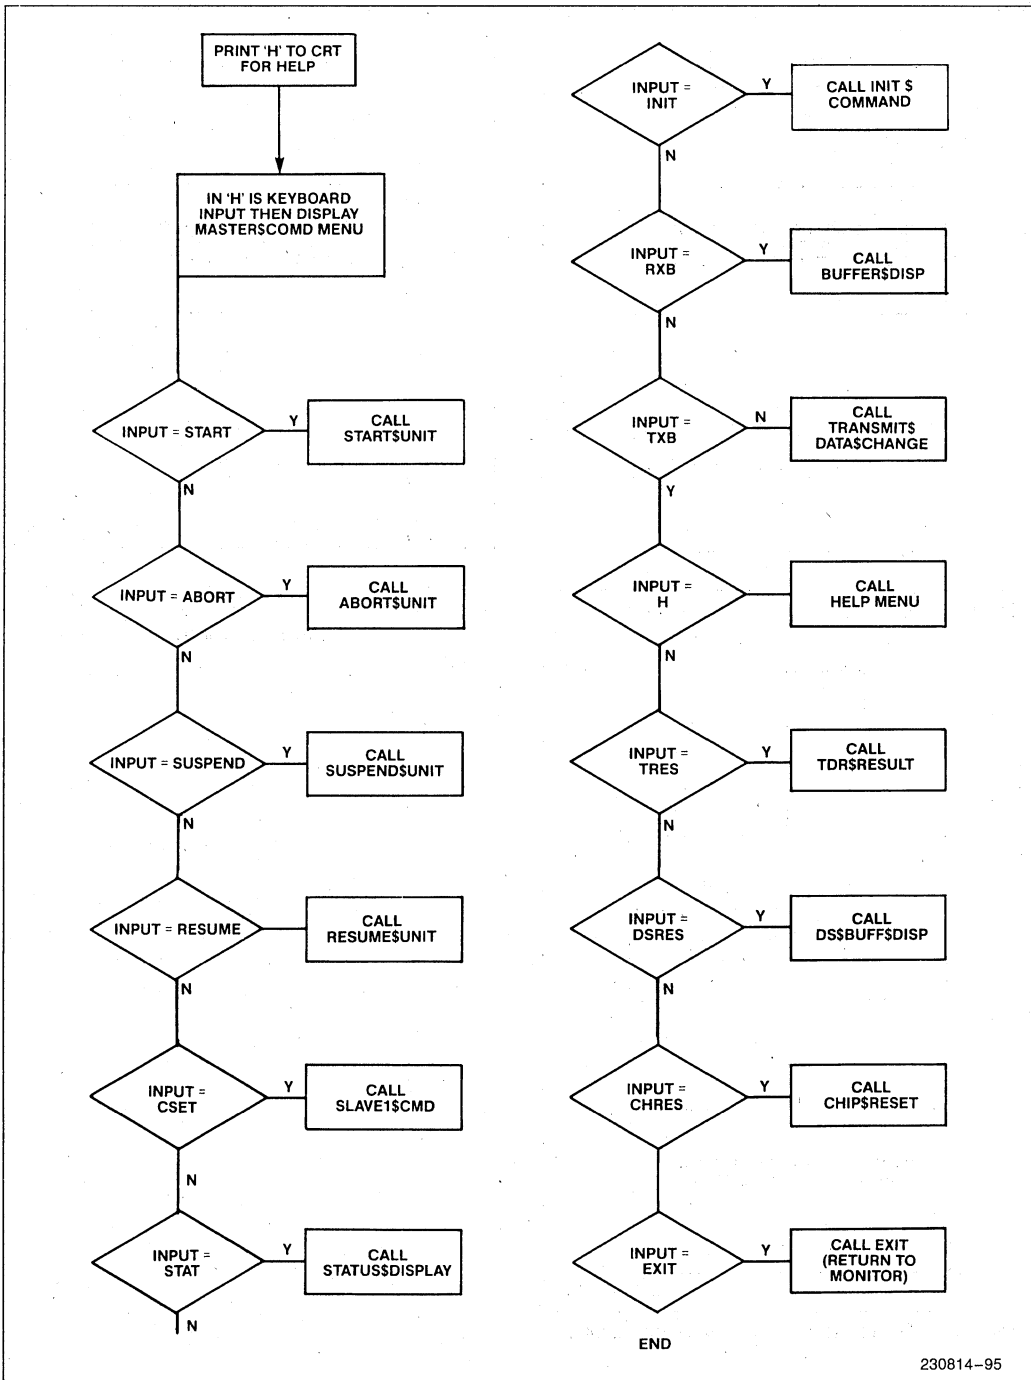 PRINT 'H' TO CRT
FOR HELP
IN 'H' IS KEYBOARD
INPUT THEN DISPLAY
MASTER$COMD MENU
INPUT = START
Y
CALL
START$UNIT
N
INPUT = ABORT
Y
CALL
ABORT$UNIT
N
INPUT = SUSPEND
Y
CALL
SUSPEND$UNIT
N
INPUT = RESUME
CALL
RESUME$UNIT
N
INPUT =
CSET
Y
CALL
SLAVE1$CMD
N
INPUT =
STAT
Y
CALL
STATUS$DISPLAY
N
INPUT =
INIT
Y
CALL INIT $
COMMAND
N
INPUT =
RXB
Y
CALL
BUFFER$DISP
N
INPUT =
TXB
N
CALL
TRANSMIT$
DATA$CHANGE
Y
INPUT =
H
CALL
HELP MENU
N
INPUT =
TRES
Y
CALL
TDR$RESULT
N
INPUT =
DSRES
Y
CALL
DS$BUFF$DISP
N
INPUT =
CHRES
Y
CALL
CHIP$RESET
INPUT =
EXIT
Y
CALL EXIT
(RETURN TO
MONITOR)
END
230814–95